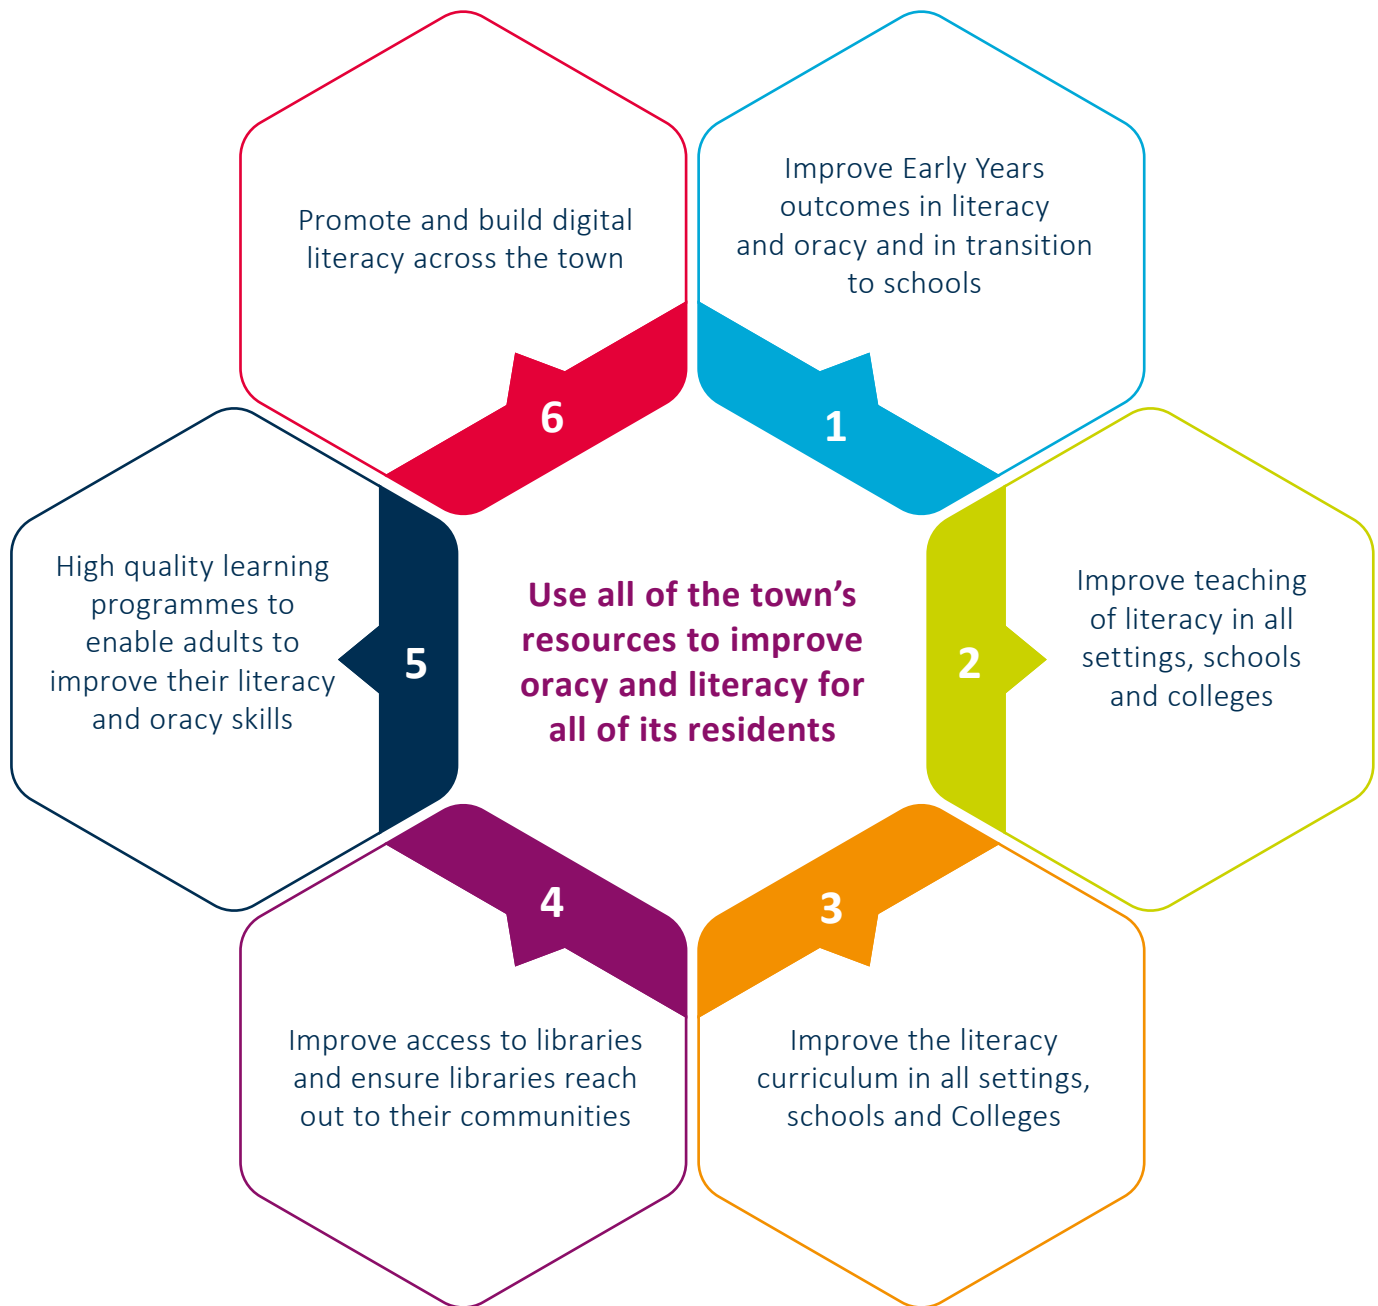 Use all of the town’s
resources to improve
oracy and literacy for
all of its residents
1
Improve Early Years
outcomes in literacy
and oracy and in transition
to schools
2
Improve teaching
of literacy in all
settings, schools
and colleges
3
Improve the literacy
curriculum in all settings,
schools and Colleges
4
Improve access to libraries
and ensure libraries reach
out to their communities
5
High quality learning
programmes to
enable adults to
improve their literacy
and oracy skills
6
Promote and build digital
literacy across the town